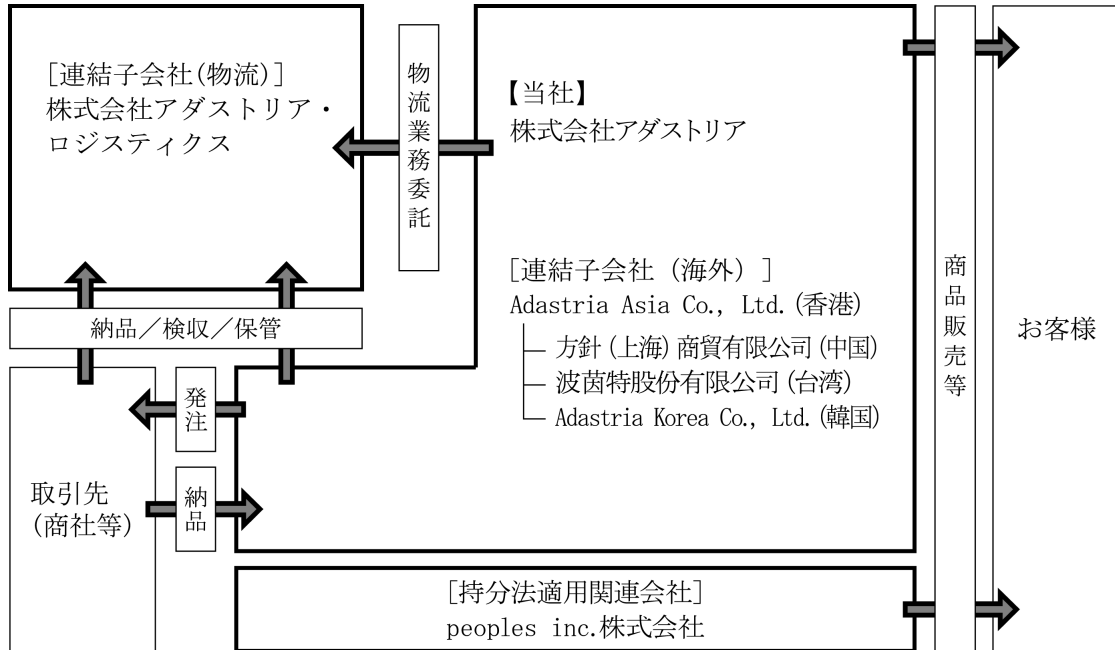 [連結子会社(物流)]
株式会社アダストリア・
ロジスティクス
物流業務委託
【当社】
株式会社アダストリア
[連結子会社（海外）]
Adastria Asia Co., Ltd.(香港)
方針(上海)商貿有限公司(中国)
波茵特股份有限公司(台湾)
Adastria Korea Co., Ltd.(韓国)
納品／検収／保管
発注
納品
取引先
(商社等)
[持分法適用関連会社]
peoples inc.株式会社
商品販売等
お客様